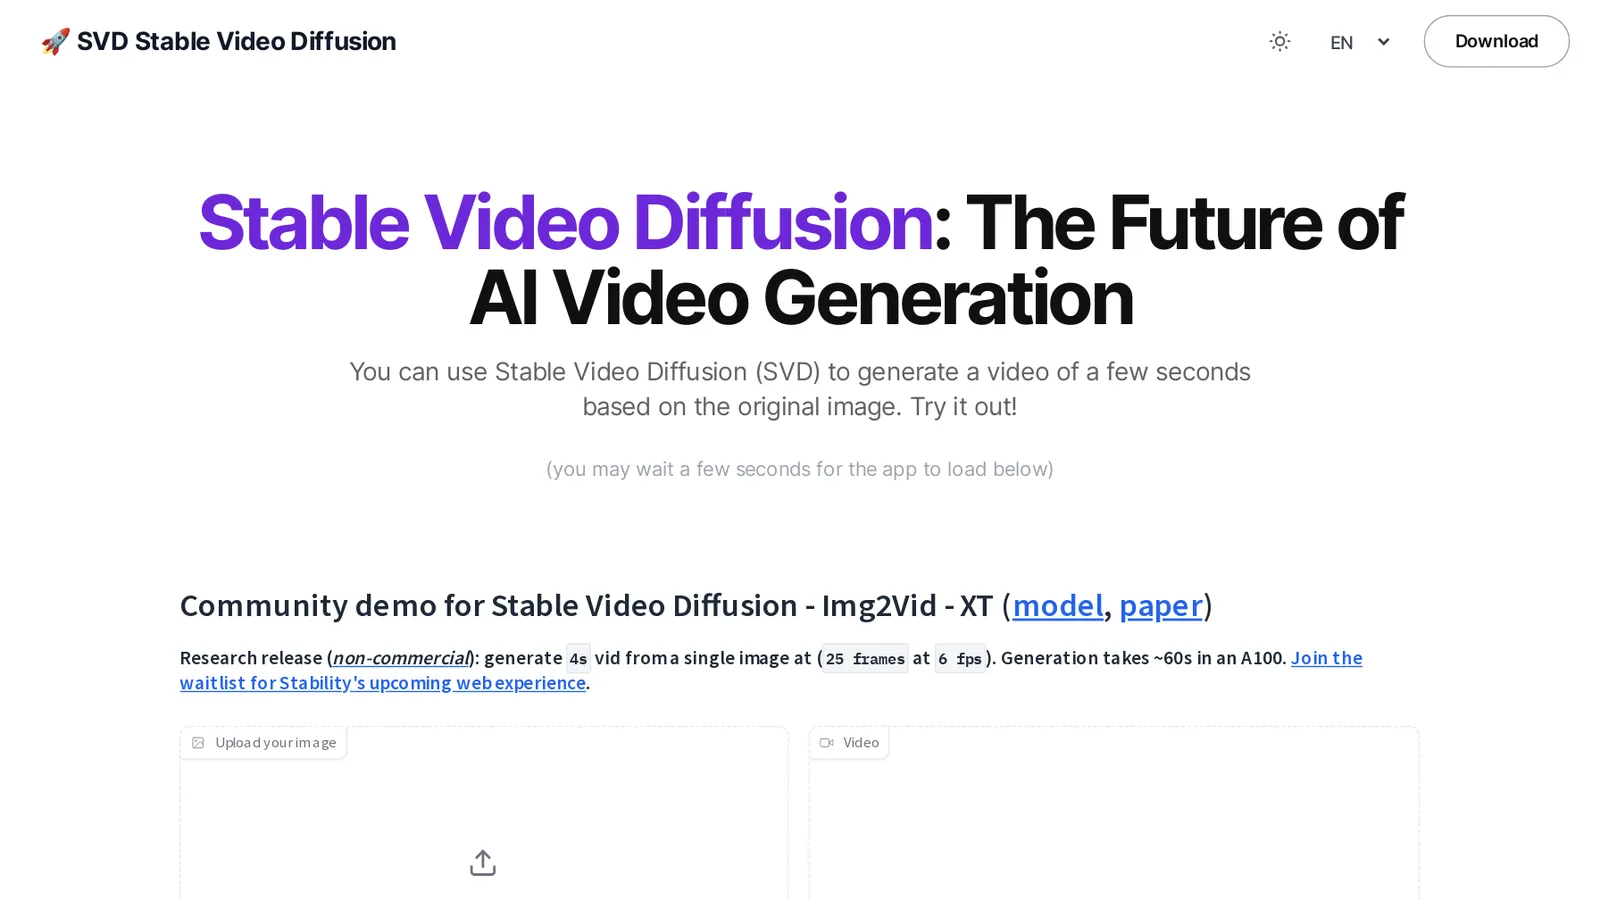 🚀 SVD Stable Video Diffusion
EN
Download
Stable Video Diffusion: The Future of
AI Video Generation
You can use Stable Video Diffusion (SVD) to generate a video of a few seconds
based on the original image. Try it out!
(you may wait a few seconds for the app to load below)
Community demo for Stable Video Diffusion - Img2Vid - XT (model, paper)
Research release (non-commercial): generate 4s vid from a single image at (25 frames at 6 fps). Generation takes ~60s in an A100. Join the
waitlist for Stability's upcoming web experience.
Upload your image
Video